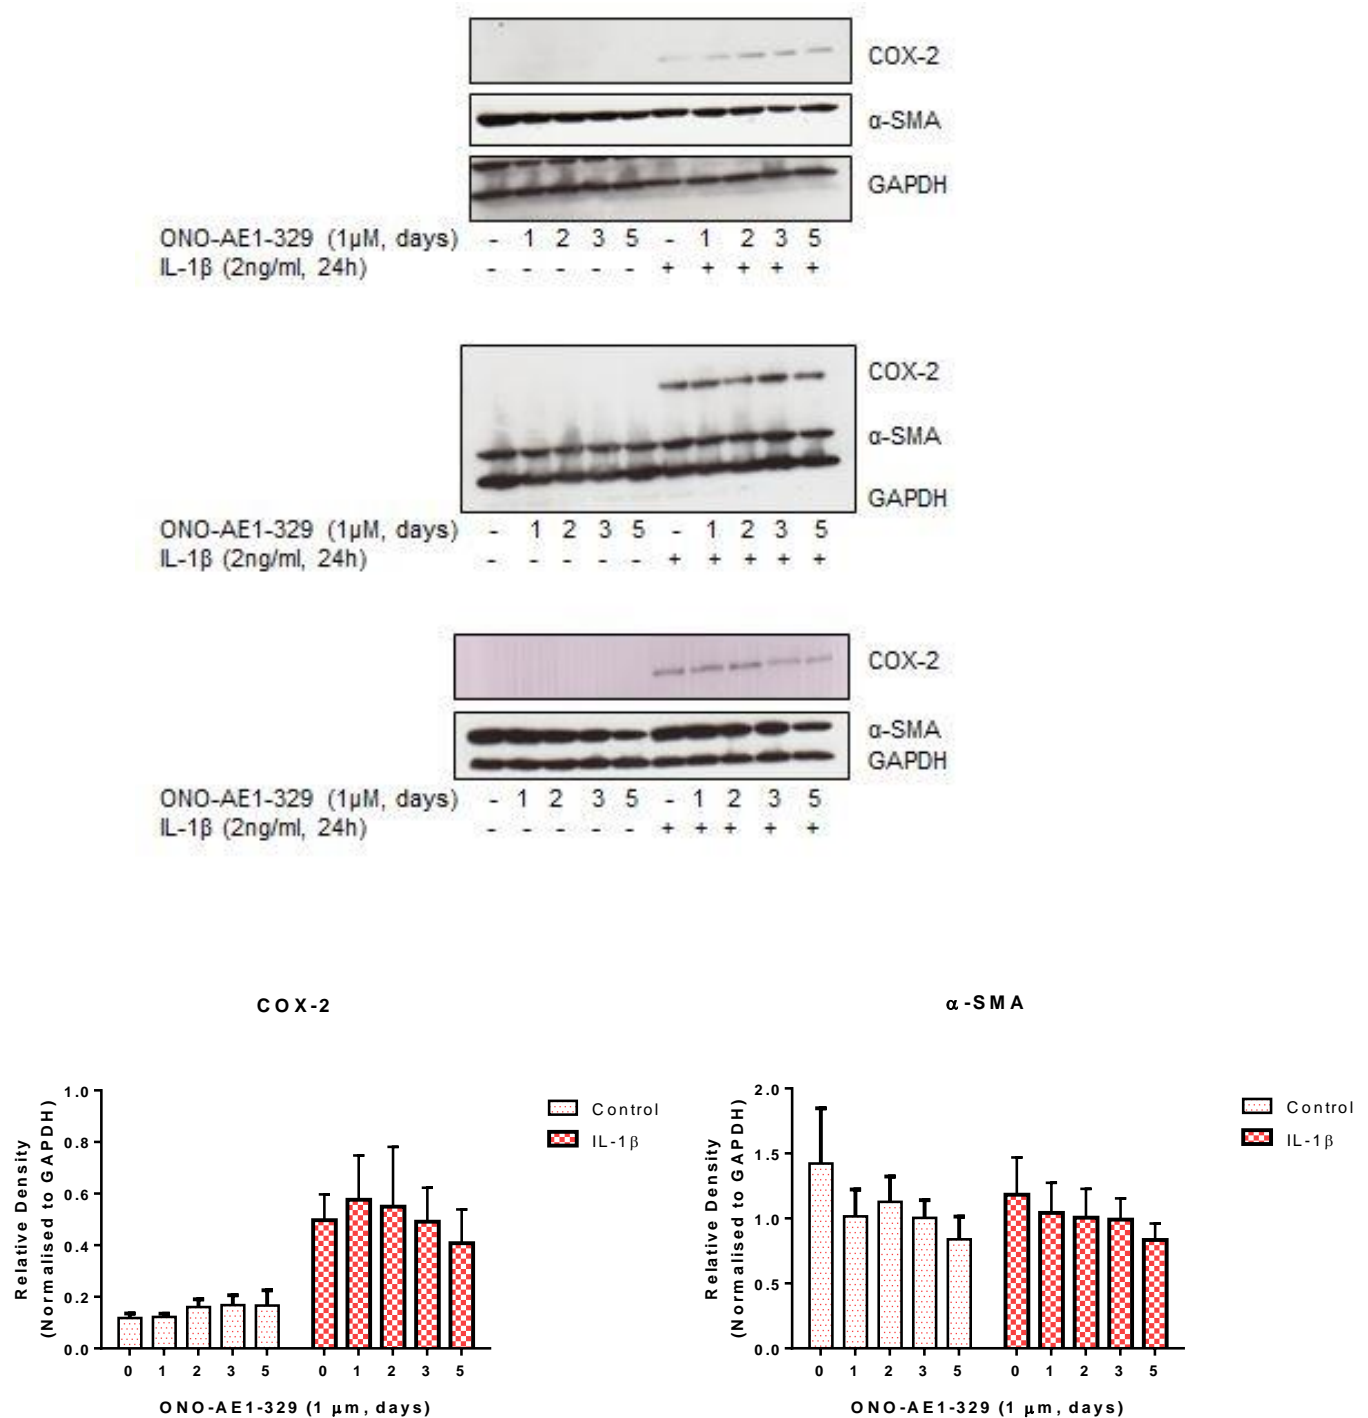 COX-2
α-SMA
GAPDH
ONO-AE1-329 (1μM, days) - 1 2 3 5 - 1 2 3 5
IL-1β (2ng/ml, 24h) - - - - - + + + + +
COX-2
α-SMA
GAPDH
ONO-AE1-329 (1μM, days) - 1 2 3 5 - 1 2 3 5
IL-1β (2ng/ml, 24h) - - - - - + + + + +
COX-2
α-SMA
GAPDH
ONO-AE1-329 (1μM, days) - 1 2 3 5 - 1 2 3 5
IL-1β (2ng/ml, 24h) - - - - - + + + + +
COX-2
Relative Density
(Normalised to GAPDH)
1.0
0.8
0.6
0.4
0.2
0.0
0 1 2 3 5 0 1 2 3 5
ONO-AE1-329 (1 μm, days)
Control
IL-1β
α-SMA
Relative Density
(Normalised to GAPDH)
2.0
1.5
1.0
0.5
0.0
0 1 2 3 5 0 1 2 3 5
ONO-AE1-329 (1 μm, days)
Control
IL-1β